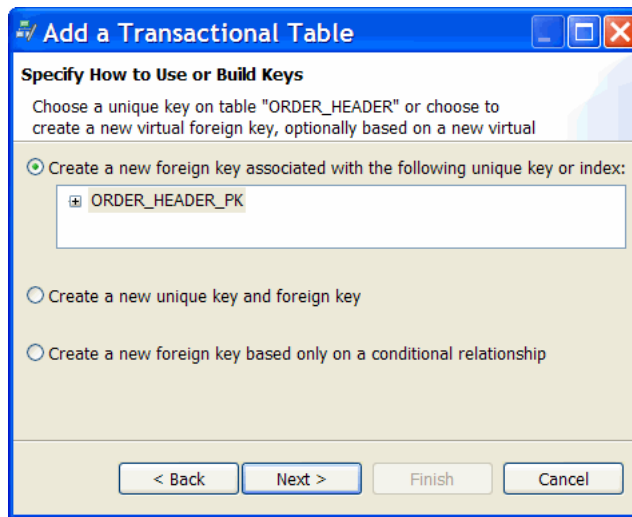 Add a Transactional Table
Specify How to Use or Build Keys
Choose a unique key on table "ORDER_HEADER" or choose to
create a new virtual foreign key, optionally based on a new virtual
Create a new foreign key associated with the following unique key or index:
ORDER_HEADER_PK
Create a new unique key and foreign key
Create a new foreign key based only on a conditional relationship
< Back Next > Finish Cancel